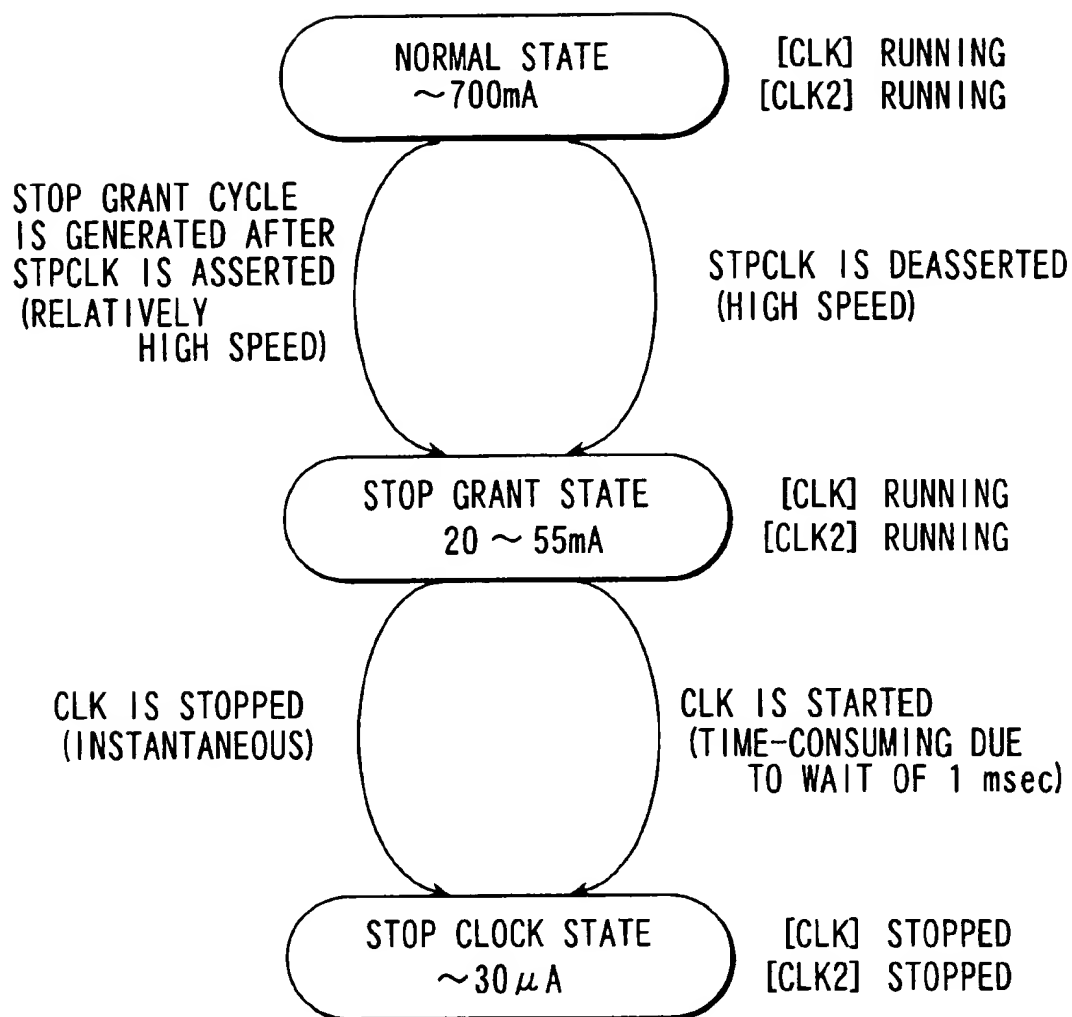 NORMAL STATE
~700mA
[CLK] RUNNING
[CLK2] RUNNING
STOP GRANT CYCLE
IS GENERATED AFTER
STPCLK IS ASSERTED
(RELATIVELY
HIGH SPEED)
STPCLK IS DEASSERTED
(HIGH SPEED)
STOP GRANT STATE
20 ~ 55mA
[CLK] RUNNING
[CLK2] RUNNING
CLK IS STOPPED
(INSTANTANEOUS)
CLK IS STARTED
(TIME-CONSUMING DUE
TO WAIT OF 1 msec)
STOP CLOCK STATE
~30μA
[CLK] STOPPED
[CLK2] STOPPED